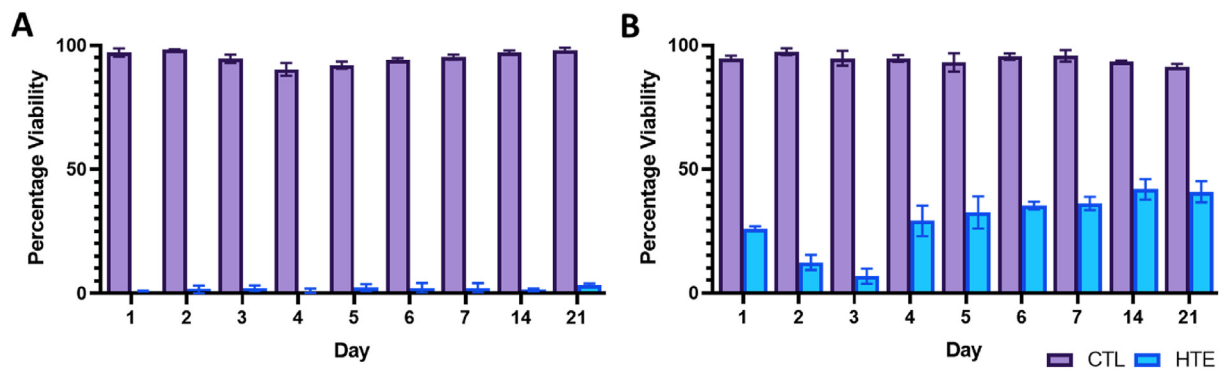 A
Percentage Viability
100
50
0
1 2 3 4 5 6 7 14 21
Day
B
Percentage Viability
100
50
0
1 2 3 4 5 6 7 14 21
Day
CTL HTE